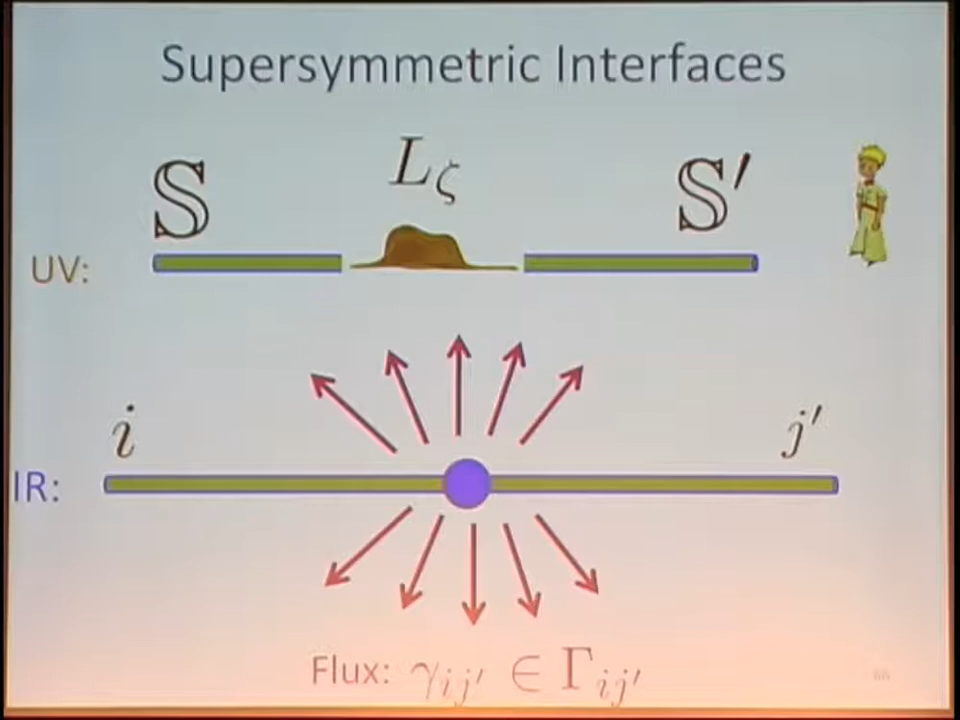 Supersymmetric Interfaces
𝕊 L_ζ 𝕊′
UV:
i j′
IR:
Flux: γ_{ij′} ∈ Γ_{ij′}